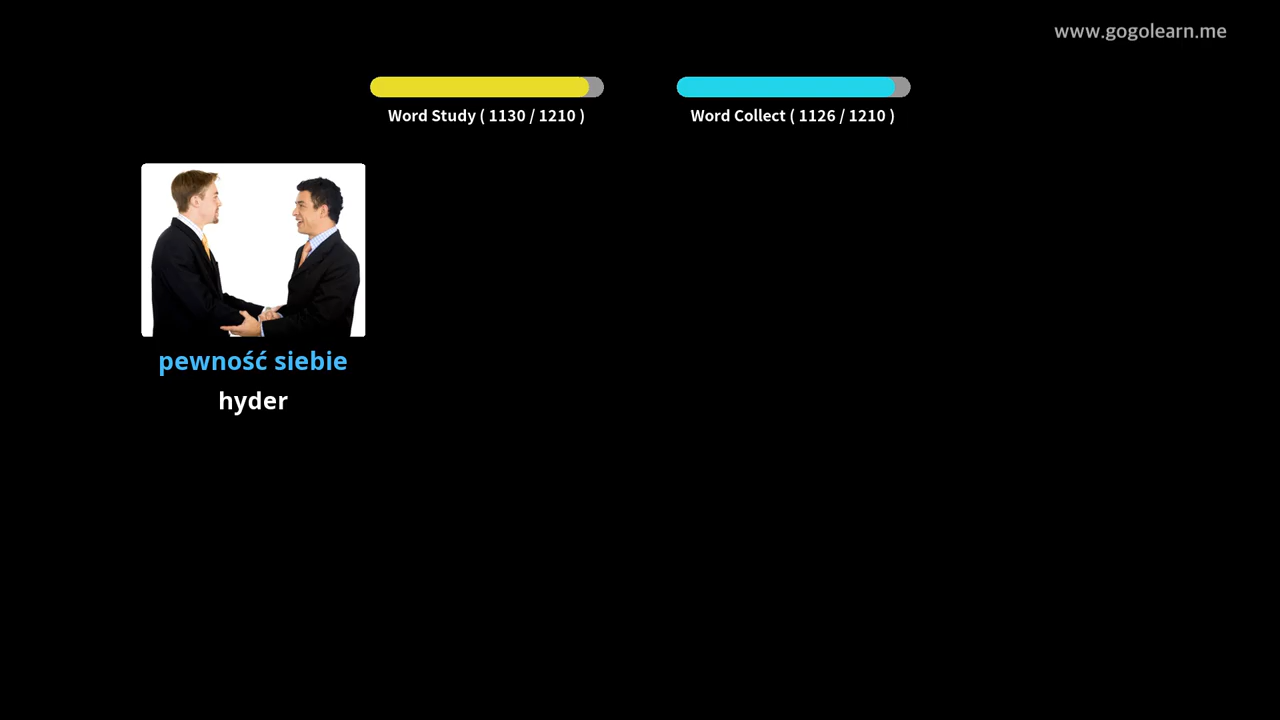 www.gogolearn.me
Word Study ( 1130 / 1210 )
Word Collect ( 1126 / 1210 )
pewność siebie
hyder